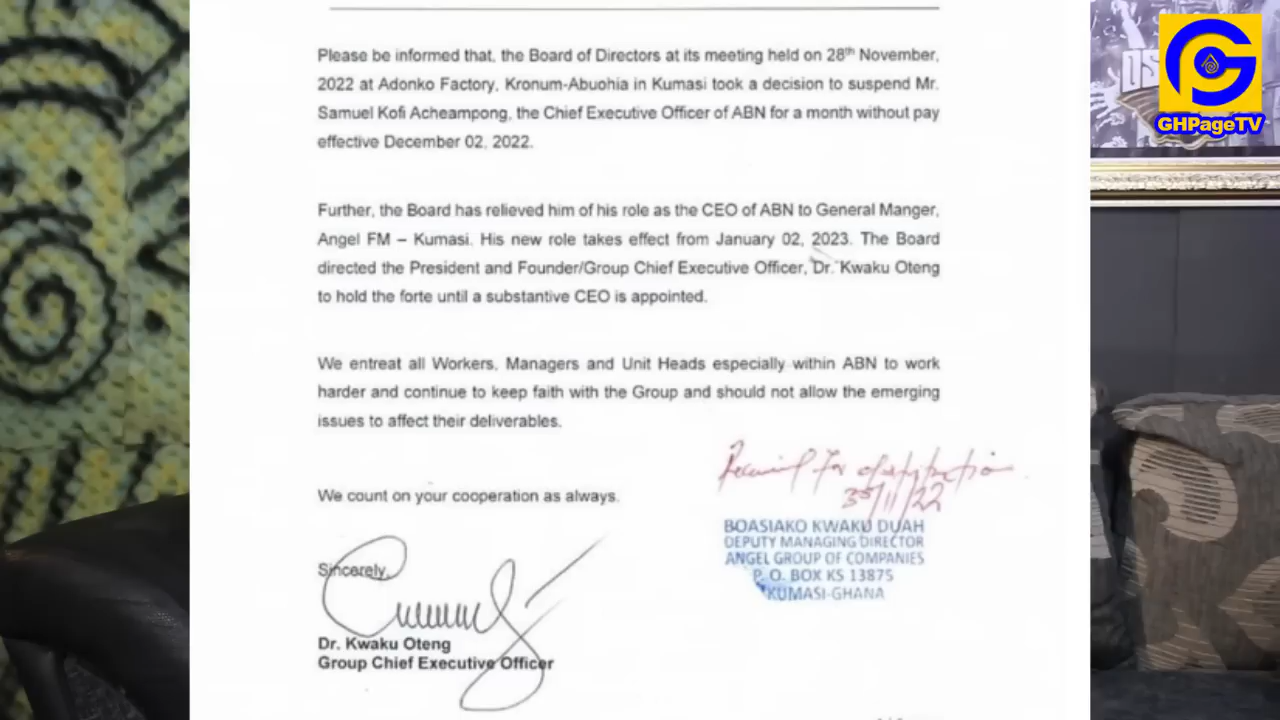 Please be informed that, the Board of Directors at its meeting held on 28th November,
2022 at Adonko Factory, Kronum-Abuohia in Kumasi took a decision to suspend Mr.
Samuel Kofi Acheampong, the Chief Executive Officer of ABN for a month without pay
effective December 02, 2022.
Further, the Board has relieved him of his role as the CEO of ABN to General Manger,
Angel FM – Kumasi. His new role takes effect from January 02, 2023. The Board
directed the President and Founder/Group Chief Executive Officer, Dr. Kwaku Oteng
to hold the forte until a substantive CEO is appointed.
We entreat all Workers, Managers and Unit Heads especially within ABN to work
harder and continue to keep faith with the Group and should not allow the emerging
issues to affect their deliverables.
We count on your cooperation as always.
Received for distribution
30/11/22
BOASIAKO KWAKU DUAH
DEPUTY MANAGING DIRECTOR
ANGEL GROUP OF COMPANIES
P. O. BOX KS 13875
KUMASI-GHANA
Sincerely,
Dr. Kwaku Oteng
Group Chief Executive Officer
GHPageTV